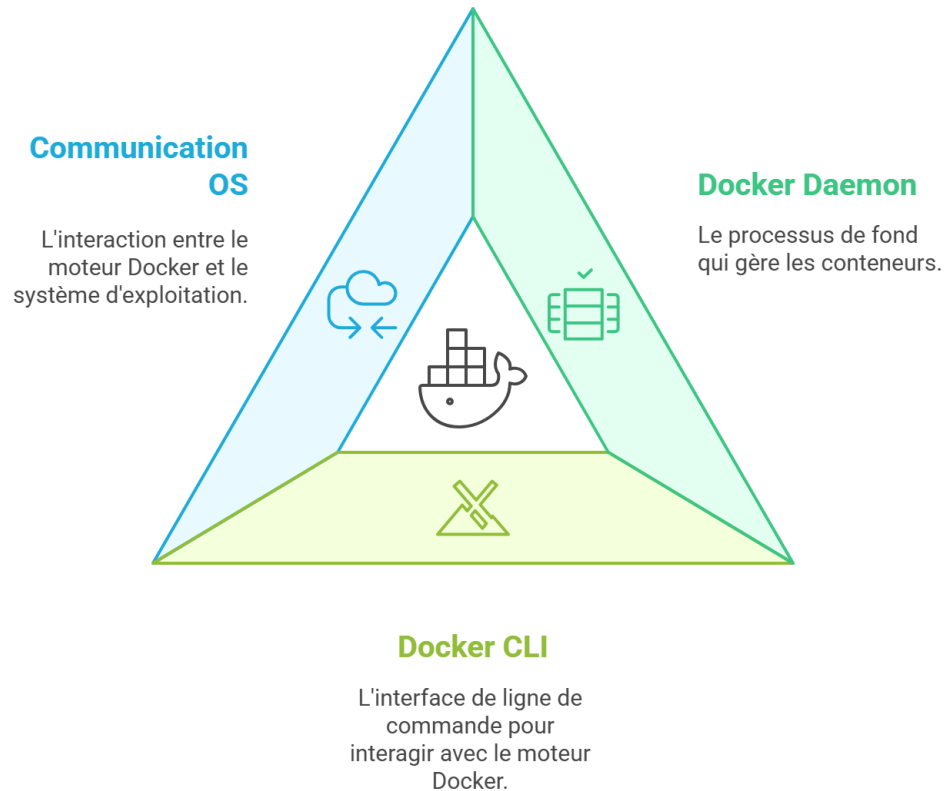 Communication
OS
L'interaction entre le
moteur Docker et le
système d'exploitation.
Docker Daemon
Le processus de fond
qui gère les conteneurs.
Docker CLI
L'interface de ligne de
commande pour
interagir avec le moteur
Docker.